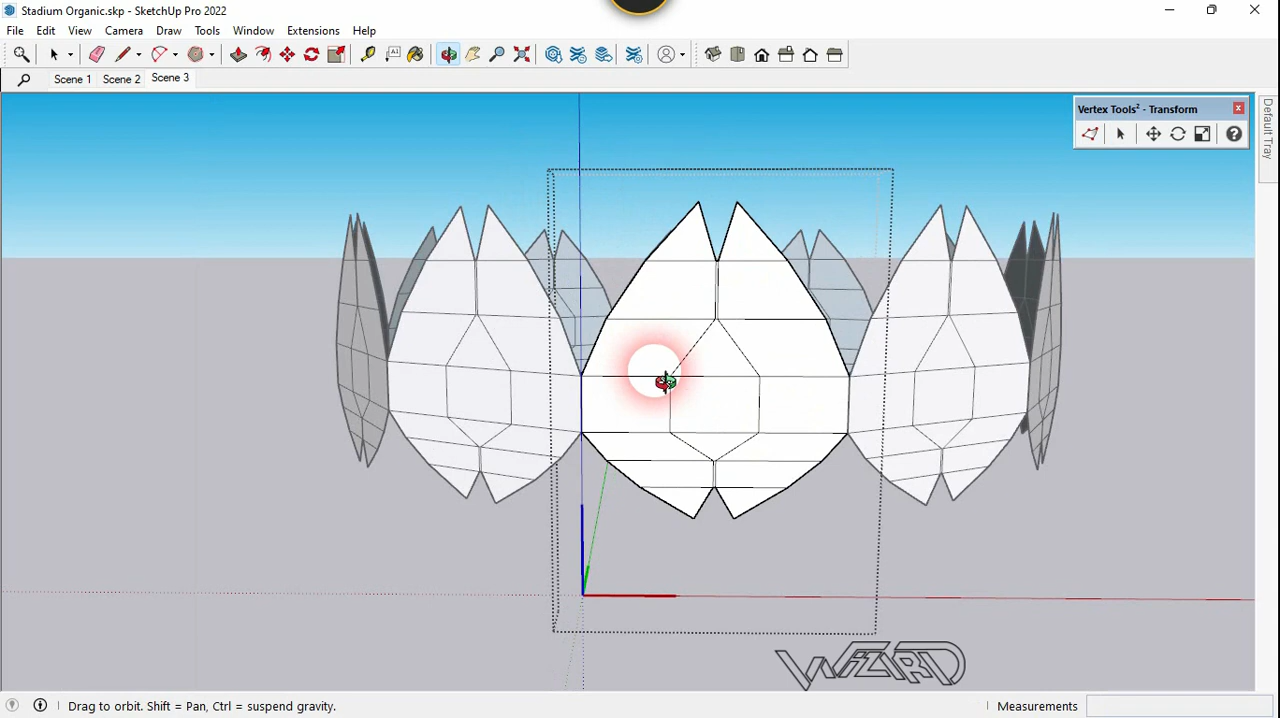 Stadium Organic.skp - SketchUp Pro 2022
File Edit View Camera Draw Tools Window Extensions Help
Scene 1 Scene 2 Scene 3
Vertex Tools² - Transform
Default Tray
WIZARD
Drag to orbit. Shift = Pan, Ctrl = suspend gravity.
Measurements